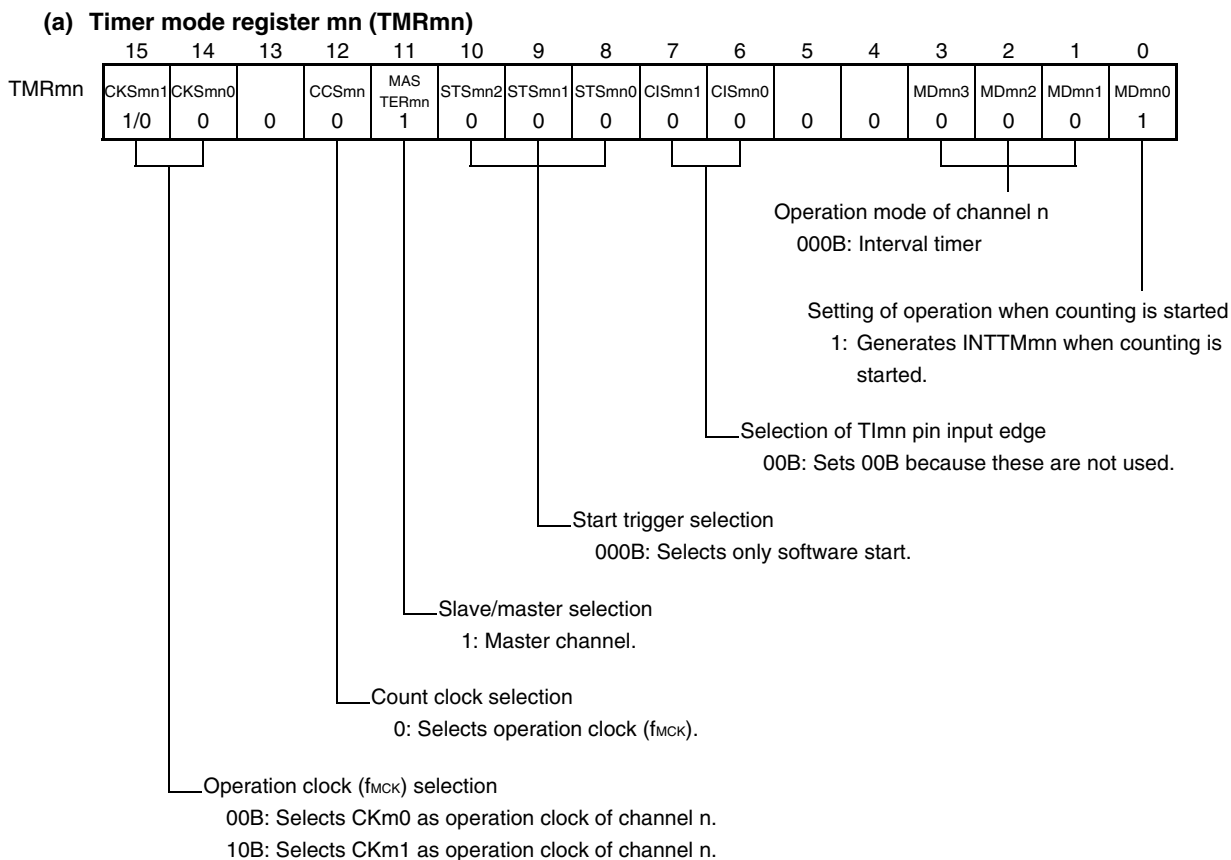 (a) Timer mode register mn (TMRmn)
15 14 13 12 11 10 9 8 7 6 5 4 3 2 1 0
TMRmn CKSmn1 CKSmn0 CCSmn MAS TERmn STSmn2 STSmn1 STSmn0 CISmn1 CISmn0 MDmn3 MDmn2 MDmn1 MDmn0
1/0 0 0 0 1 0 0 0 0 0 0 0 0 0 0 1
Operation mode of channel n
000B: Interval timer
Setting of operation when counting is started
1: Generates INTTMmn when counting is
started.
Selection of TImn pin input edge
00B: Sets 00B because these are not used.
Start trigger selection
000B: Selects only software start.
Slave/master selection
1: Master channel.
Count clock selection
0: Selects operation clock (fMCK).
Operation clock (fMCK) selection
00B: Selects CKm0 as operation clock of channel n.
10B: Selects CKm1 as operation clock of channel n.